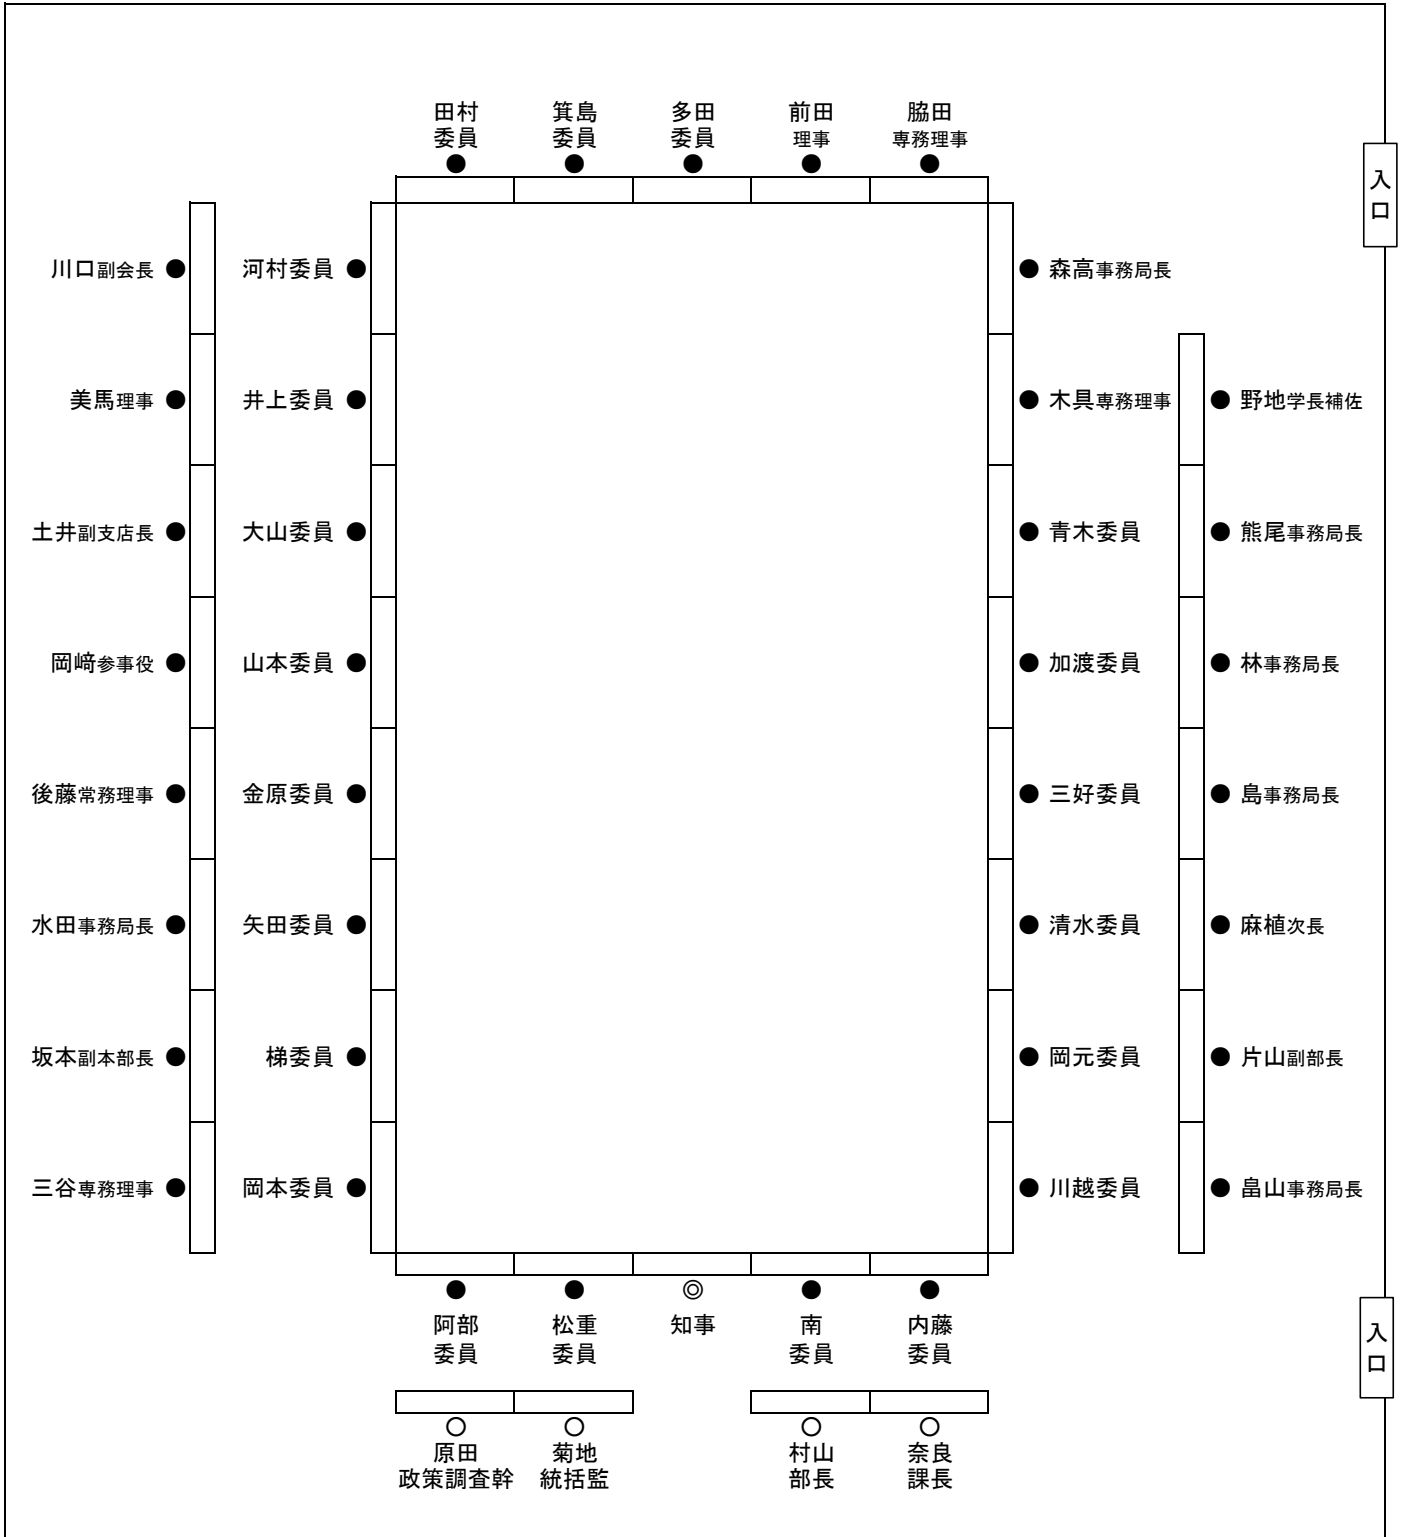 田村 箕島 多田 前田 脇田
委員 委員 委員 理事 専務理事
入口
川口副会長 河村委員 森高事務局長
美馬理事 井上委員 木具専務理事 野地学長補佐
土井副支店長 大山委員 青木委員 熊尾事務局長
岡﨑参事役 山本委員 加渡委員 林事務局長
後藤常務理事 金原委員 三好委員 島事務局長
水田事務局長 矢田委員 清水委員 麻植次長
坂本副本部長 梯委員 岡元委員 片山副部長
三谷専務理事 岡本委員 川越委員 畠山事務局長
阿部 松重 知事 南 内藤
委員 委員 委員 委員
入口
原田 菊地 村山 奈良
政策調査幹 統括監 部長 課長